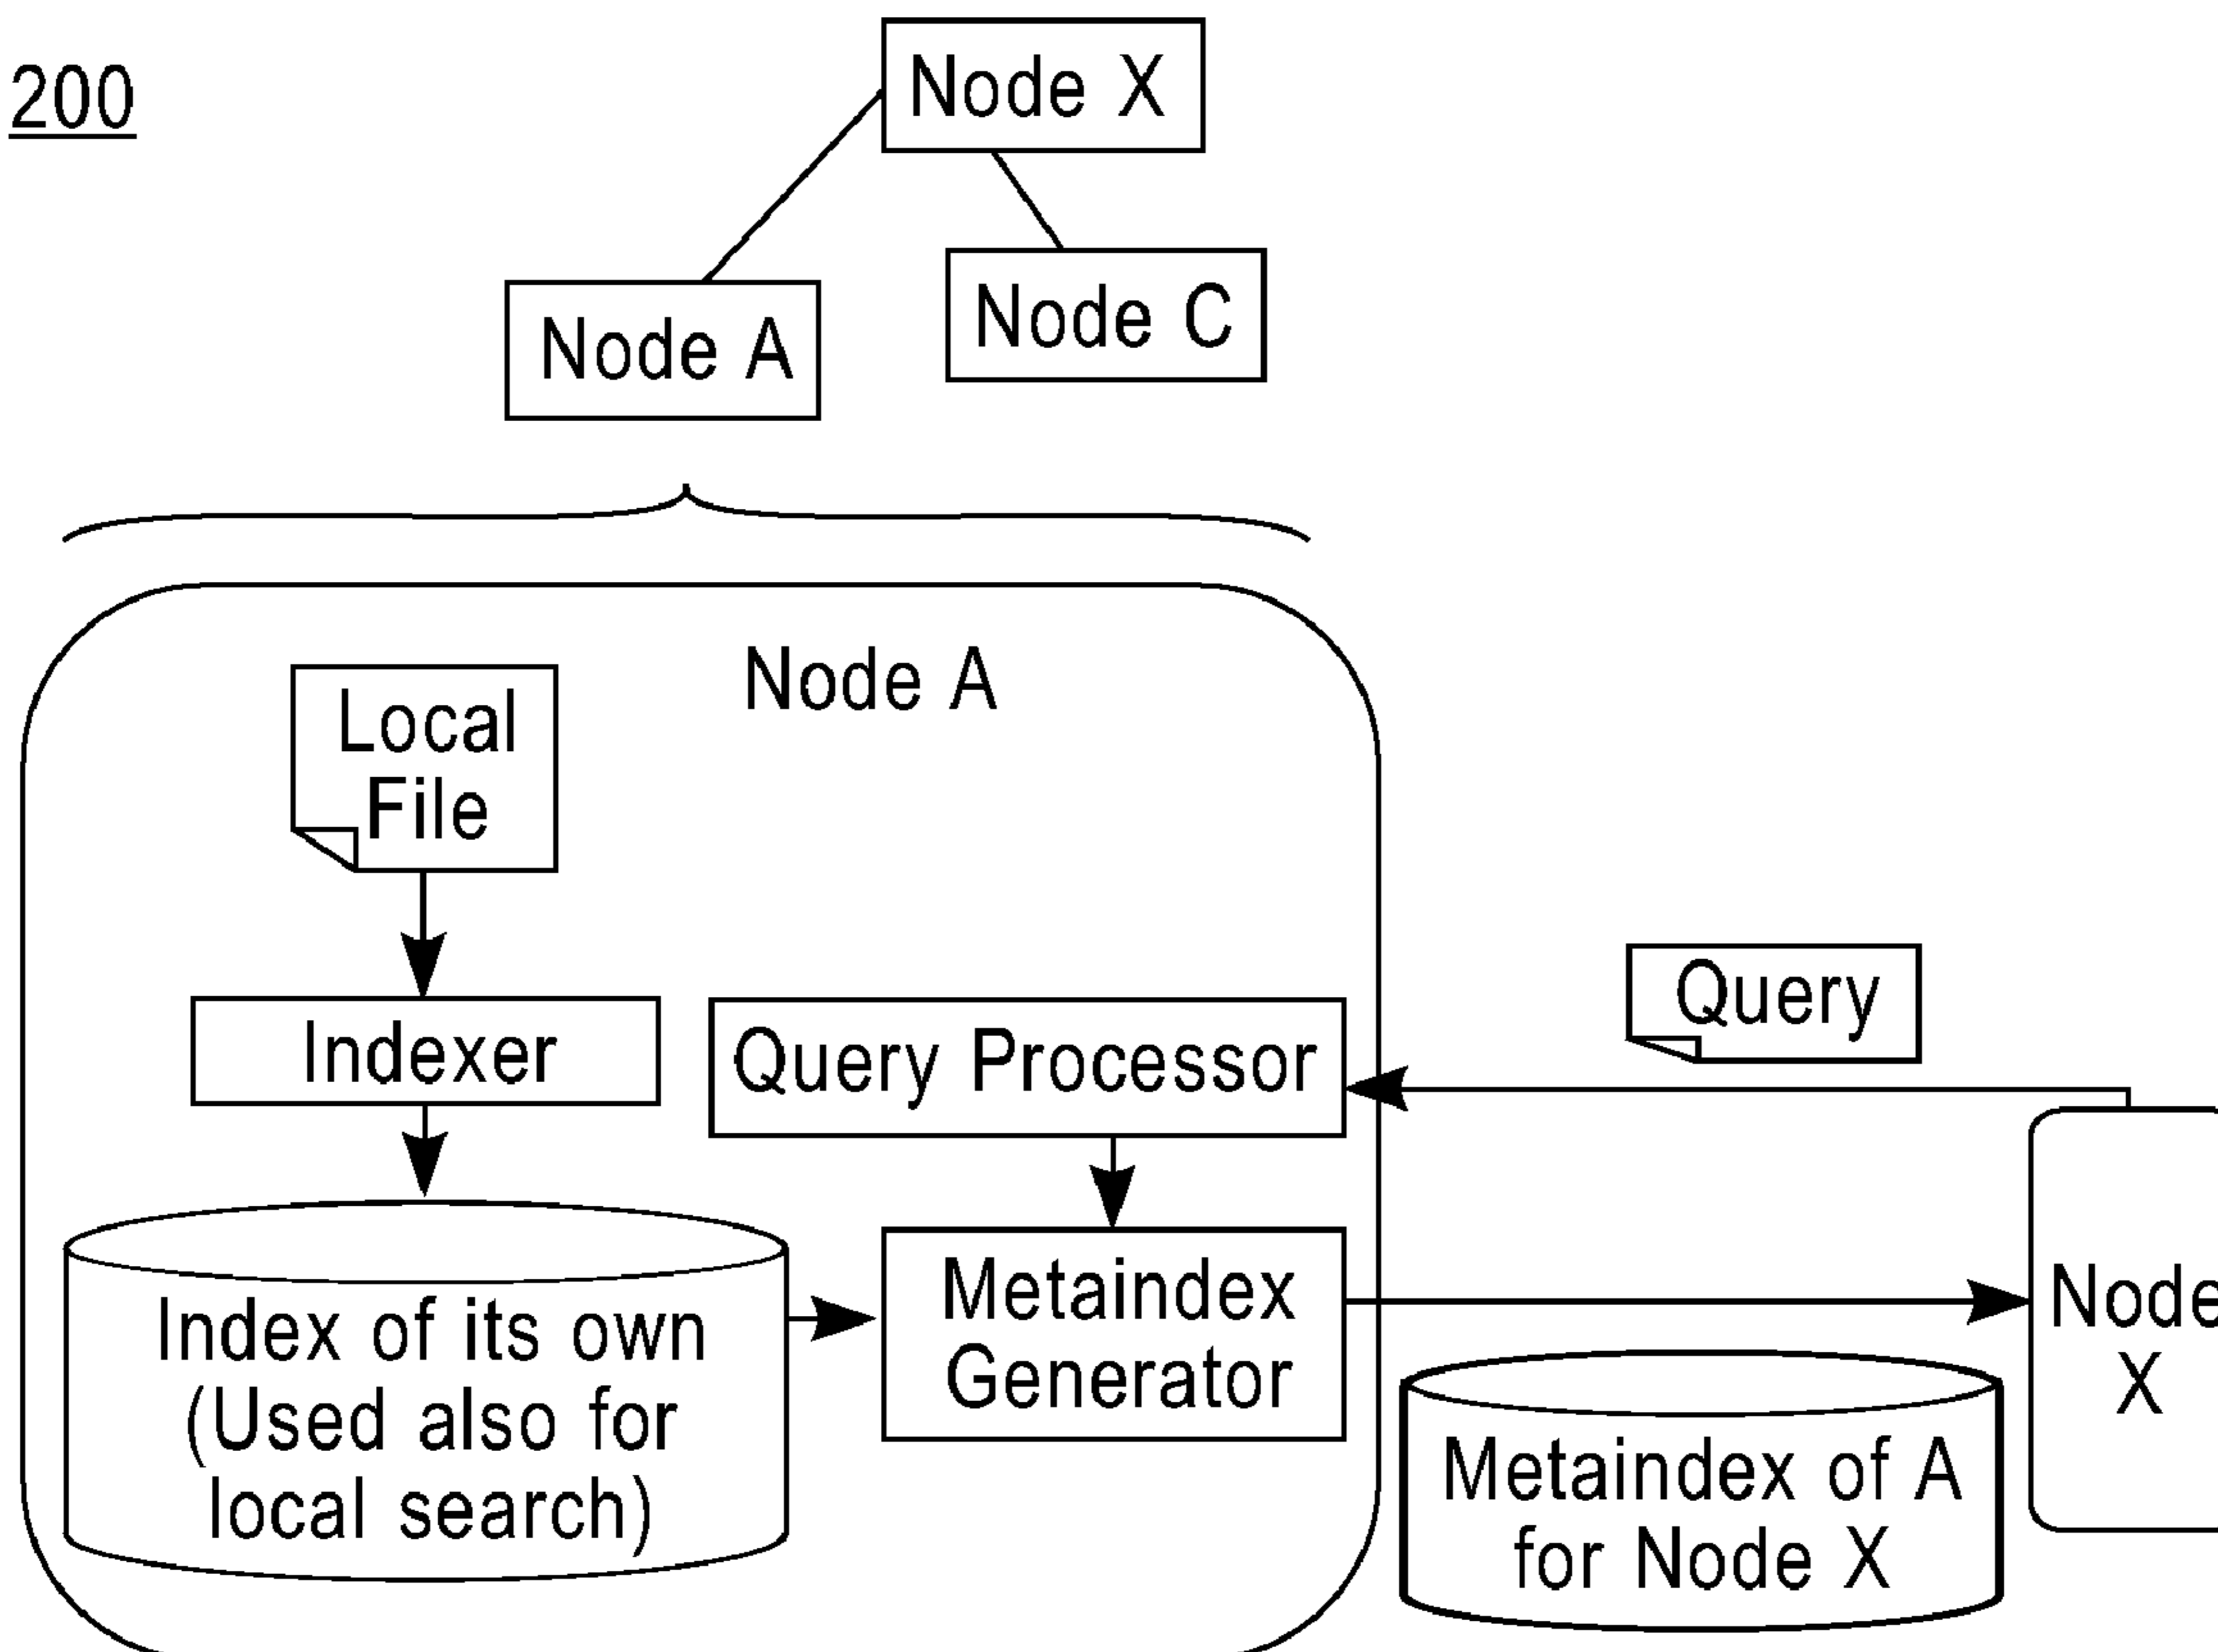 200
Node X
Node A
Node C
Node A
Local
File
Indexer
Query Processor
Query
Index of its own
(Used also for
local search)
Metaindex
Generator
Node
X
Metaindex of A
for Node X